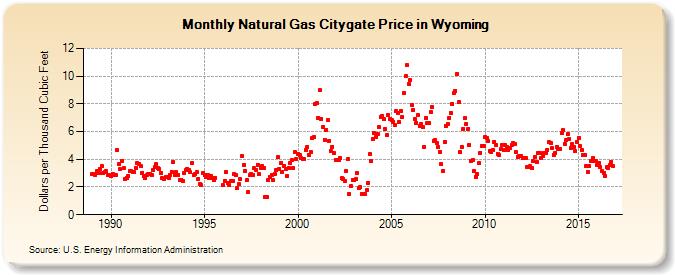 Monthly Natural Gas Citygate Price in Wyoming
Dollars per Thousand Cubic Feet
12
10
8
6
4
2
0
1990 1995 2000 2005 2010 2015
Source: U.S. Energy Information Administration